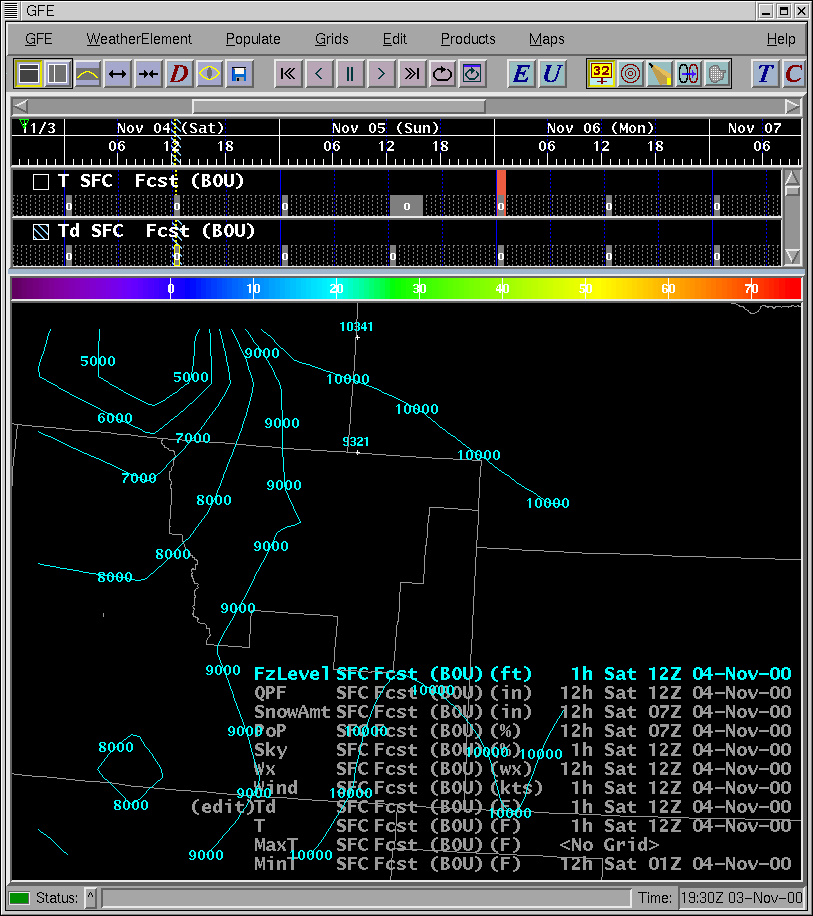 GFE
GFE WeatherElement Populate Grids Edit Products Maps Help
D E U 32 T C
11/3 Nov 04 (Sat) Nov 05 (Sun) Nov 06 (Mon) Nov 07
06 12 18 06 12 18 06 12 18 06
T SFC Fcst (BOU)
0 0 0 0 0 0 0
Td SFC Fcst (BOU)
0 0 0 0 0 0 0
0 10 20 30 40 50 60 70
10341
9000
5000
5000 10000
10000
6000
9000
7000 9321
10000
7000
9000
8000 10000
9000
8000
8000
9000
9000
FzLevel SFC Fcst (BOU) (ft) 1h Sat 12Z 04-Nov-00
10000
QPF SFC Fcst (BOU) (in) 12h Sat 12Z 04-Nov-00
SnowAmt SFC Fcst (BOU) (in) 12h Sat 07Z 04-Nov-00
9000 10000
PoP SFC Fcst (BOU) (%) 12h Sat 07Z 04-Nov-00
8000 10000 10000
Sky SFC Fcst (BOU) (%) 1h Sat 12Z 04-Nov-00
Wx SFC Fcst (BOU) (wx) 12h Sat 12Z 04-Nov-00
9000 10000
Wind SFC Fcst (BOU) (kts) 1h Sat 12Z 04-Nov-00
8000 10000
(edit) Td SFC Fcst (BOU) (F) 1h Sat 12Z 04-Nov-00
T SFC Fcst (BOU) (F) 1h Sat 12Z 04-Nov-00
MaxT SFC Fcst (BOU) (F) <No Grid>
9000 10000
MinT SFC Fcst (BOU) (F) 12h Sat 01Z 04-Nov-00
Status: ^ Time: 19:30Z 03-Nov-00